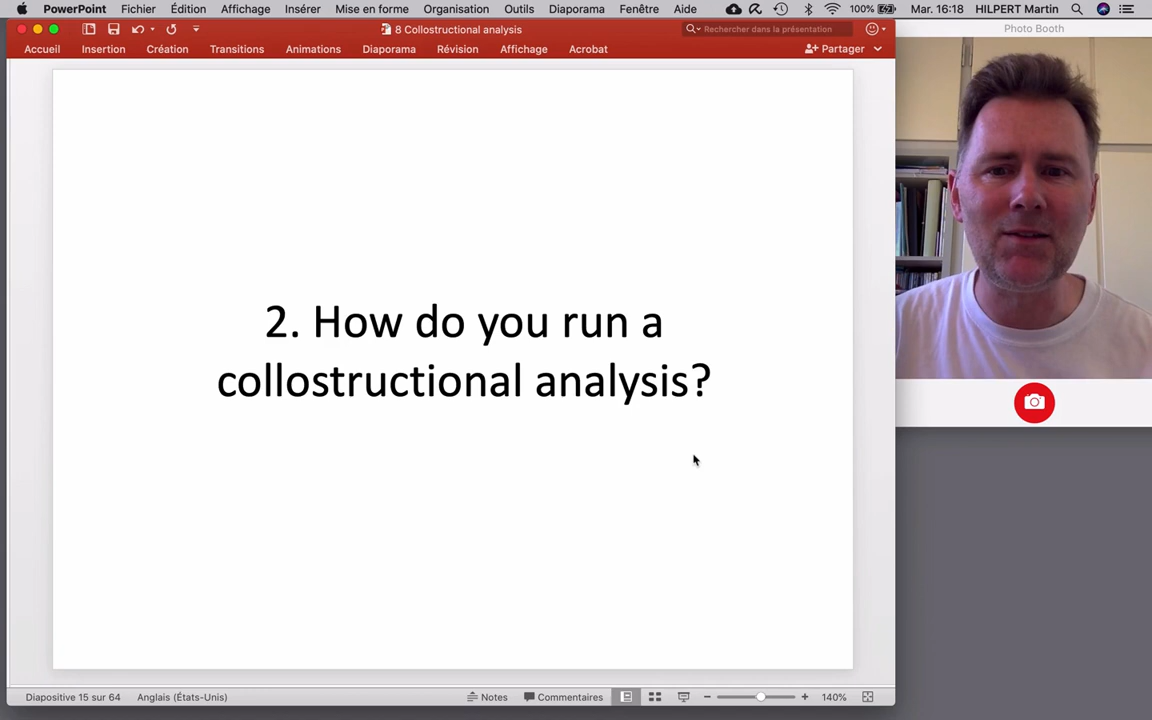 PowerPoint Fichier Édition Affichage Insérer Mise en forme Organisation Outils Diaporama Fenêtre Aide 100% Mar. 16:18 HILPERT Martin
8 Collostructional analysis
Rechercher dans la présentation
Photo Booth
Accueil Insertion Création Transitions Animations Diaporama Révision Affichage Acrobat Partager
2. How do you run a
collostructional analysis?
Diapositive 15 sur 64 Anglais (États-Unis) Notes Commentaires 140%